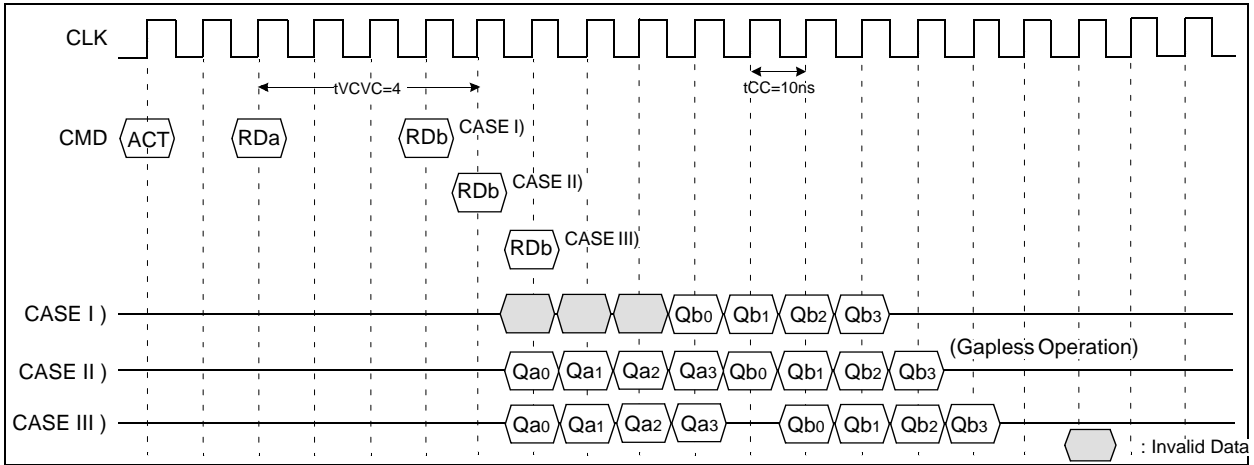 CLK
tVCVC=4
tCC=10ns
CMD ACT RDa RDb CASE I)
RDb CASE II)
RDb CASE III)
CASE I ) Qb0 Qb1 Qb2 Qb3
(Gapless Operation)
CASE II ) Qa0 Qa1 Qa2 Qa3 Qb0 Qb1 Qb2 Qb3
CASE III ) Qa0 Qa1 Qa2 Qa3 Qb0 Qb1 Qb2 Qb3
: Invalid Data